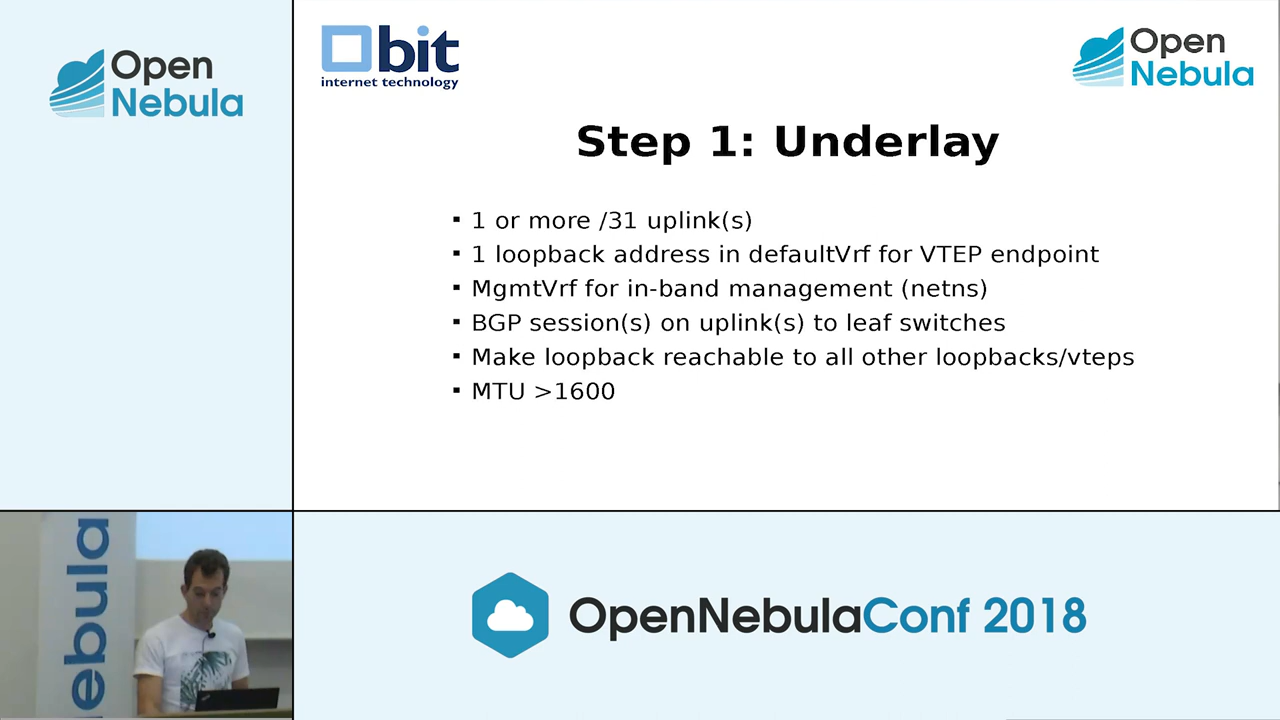 Open
Nebula
bit
internet technology
Open
Nebula
Step 1: Underlay
▪ 1 or more /31 uplink(s)
▪ 1 loopback address in defaultVrf for VTEP endpoint
▪ MgmtVrf for in-band management (netns)
▪ BGP session(s) on uplink(s) to leaf switches
▪ Make loopback reachable to all other loopbacks/vteps
▪ MTU >1600
ebula
OpenNebulaConf 2018